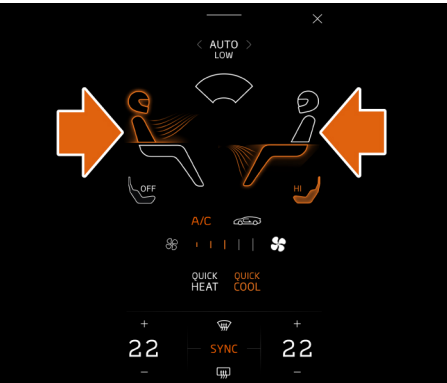 AUTO
LOW
OFF
HI
A/C
QUICK QUICK
HEAT COOL
+ +
22 SYNC 22
− −